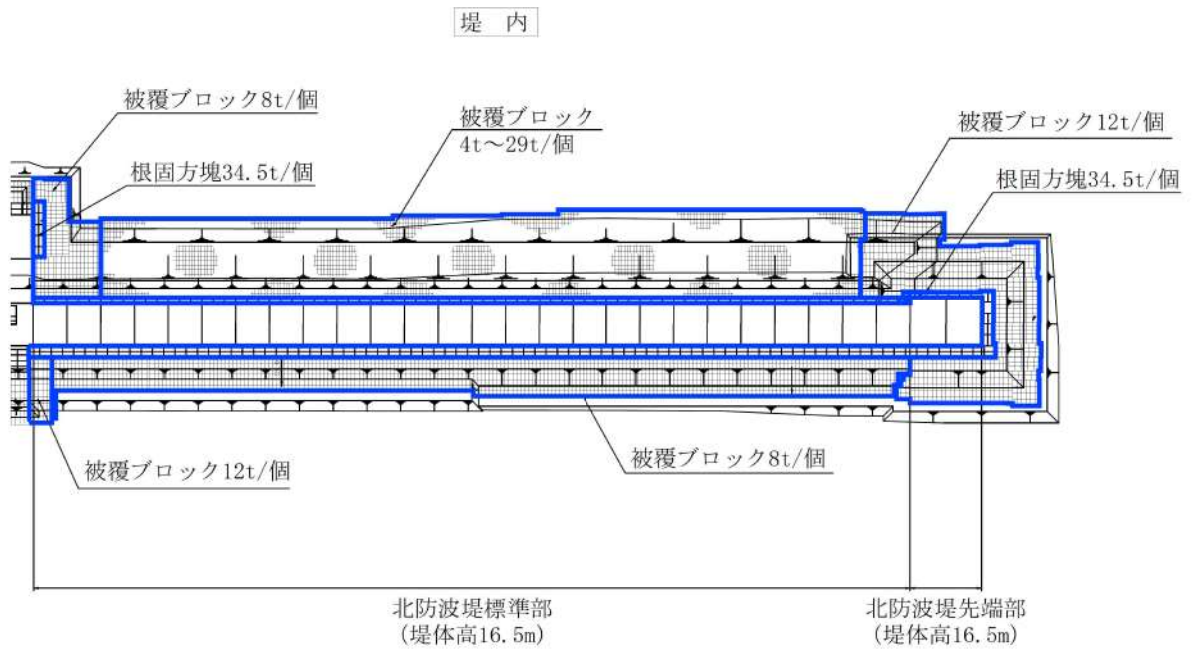 堤 内
被覆ブロック8t/個
被覆ブロック
4t～29t/個
被覆ブロック12t/個
根固方塊34.5t/個
根固方塊34.5t/個
被覆ブロック12t/個
被覆ブロック8t/個
北防波堤標準部
(堤体高16.5m)
北防波堤先端部
(堤体高16.5m)